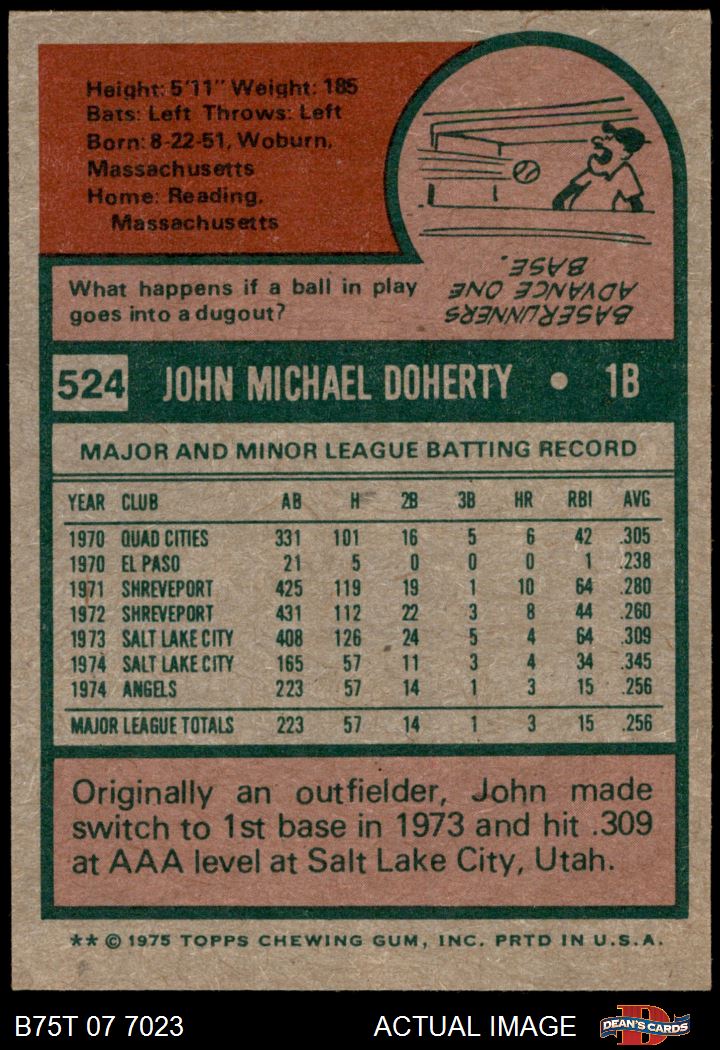 Height: 5'11" Weight: 185
Bats: Left Throws: Left
Born: 8-22-51, Woburn,
Massachusetts
Home: Reading,
Massachusetts
What happens if a ball in play
goes into a dugout?
BASERUNNERS
ADVANCE ONE
BASE.
524 JOHN MICHAEL DOHERTY • 1B
MAJOR AND MINOR LEAGUE BATTING RECORD
YEAR CLUB AB H 2B 3B HR RBI AVG
1970 QUAD CITIES 331 101 16 5 6 42 .305
1970 EL PASO 21 5 0 0 0 1 .238
1971 SHREVEPORT 425 119 19 1 10 64 .280
1972 SHREVEPORT 431 112 22 3 8 44 .260
1973 SALT LAKE CITY 408 126 24 5 4 64 .309
1974 SALT LAKE CITY 165 57 11 3 4 34 .345
1974 ANGELS 223 57 14 1 3 15 .256
MAJOR LEAGUE TOTALS 223 57 14 1 3 15 .256
Originally an outfielder, John made
switch to 1st base in 1973 and hit .309
at AAA level at Salt Lake City, Utah.
** © 1975 TOPPS CHEWING GUM, INC. PRTD IN U.S.A.
B75T 07 7023 ACTUAL IMAGE DEAN'S CARDS